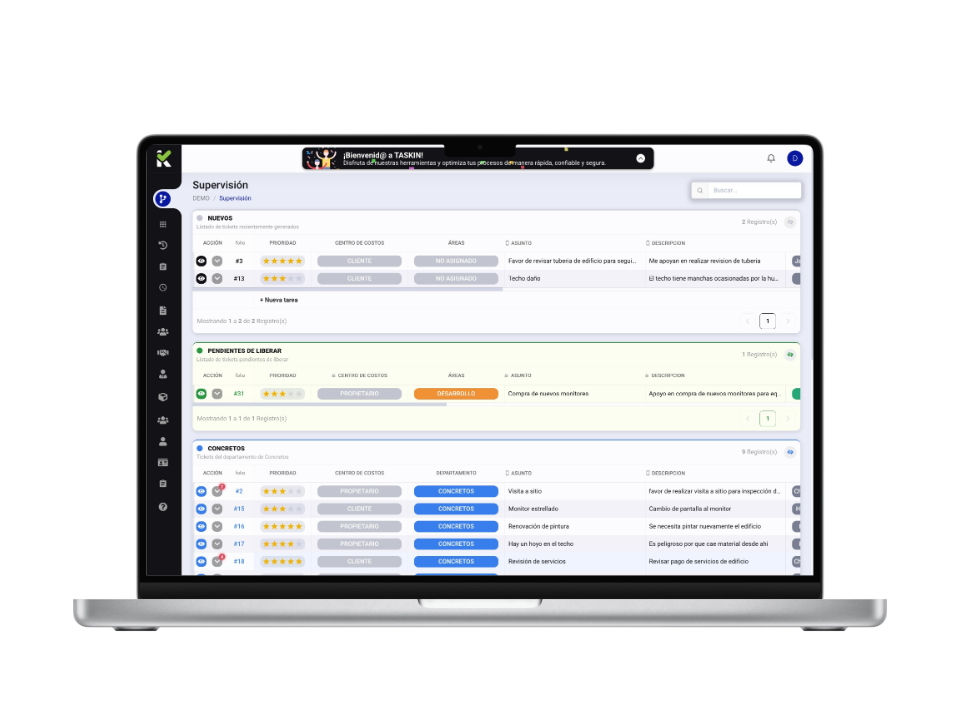 ¡Bienvenid@ a TASKIN!
Disfruta de nuestras herramientas y optimiza tus procesos de manera rápida, confiable y segura.
D
Supervisión
DEMO / Supervisión
Buscar...
NUEVOS
2 Registro(s)
Listado de tickets recientemente generados
ACCIÓN folio PRIORIDAD CENTRO DE COSTOS ÁREAS ASUNTO DESCRIPCION
#3 CLIENTE NO ASIGNADO Favor de revisar tuberia de edificio para segui... Me apoyan en realizar revision de tuberia
#13 CLIENTE NO ASIGNADO Techo daño El techo tiene manchas ocasionadas por la hu...
+ Nueva tarea
Mostrando 1 a 2 de 2 Registro(s)
1
PENDIENTES DE LIBERAR
1 Registro(s)
Listado de tickets pendientes de liberar
ACCIÓN folio PRIORIDAD CENTRO DE COSTOS ÁREAS ASUNTO DESCRIPCION
#31 PROPIETARIO DESARROLLO Compra de nuevos monitores Apoyo en compra de nuevos monitores para eq...
Mostrando 1 a 1 de 1 Registro(s)
1
CONCRETOS
9 Registro(s)
Tickets del departamento de Concretos
ACCIÓN folio PRIORIDAD CENTRO DE COSTOS DEPARTAMENTO ASUNTO DESCRIPCION
#2 PROPIETARIO CONCRETOS Visita a sitio favor de realizar visita a sitio para inspección d...
#15 CLIENTE CONCRETOS Monitor estrellado Cambio de pantalla al monitor
#16 PROPIETARIO CONCRETOS Renovación de pintura Se necesita pintar nuevamente el edificio
#17 PROPIETARIO CONCRETOS Hay un hoyo en el techo Es peligroso por que cae material desde ahi
#18 CLIENTE CONCRETOS Revisión de servicios Revisar pago de servicios de edificio